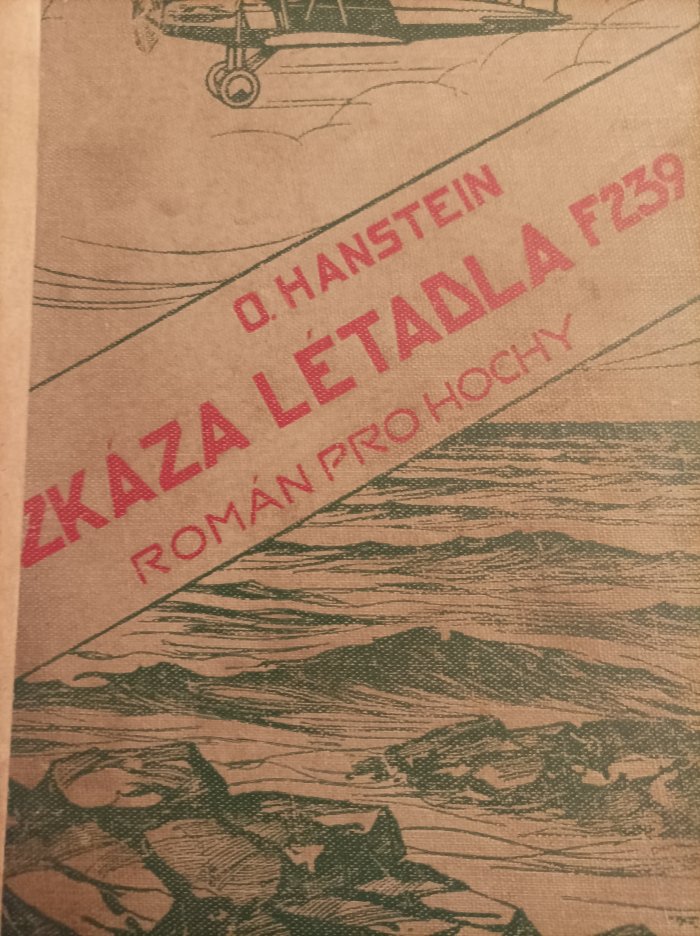 O. HANSTEIN
ZKÁZA LÉTADLA F239
ROMÁN PRO HOCHY